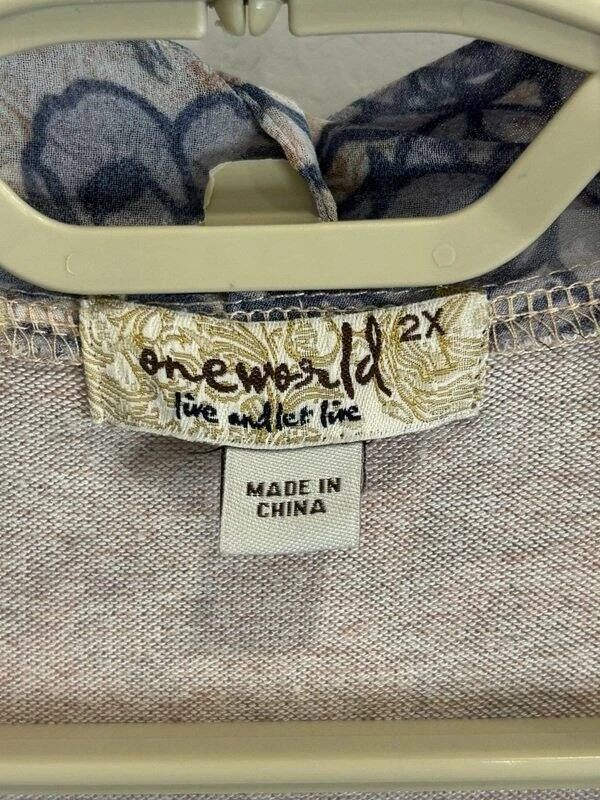 oneworld 2X
live and let live
MADE IN
CHINA